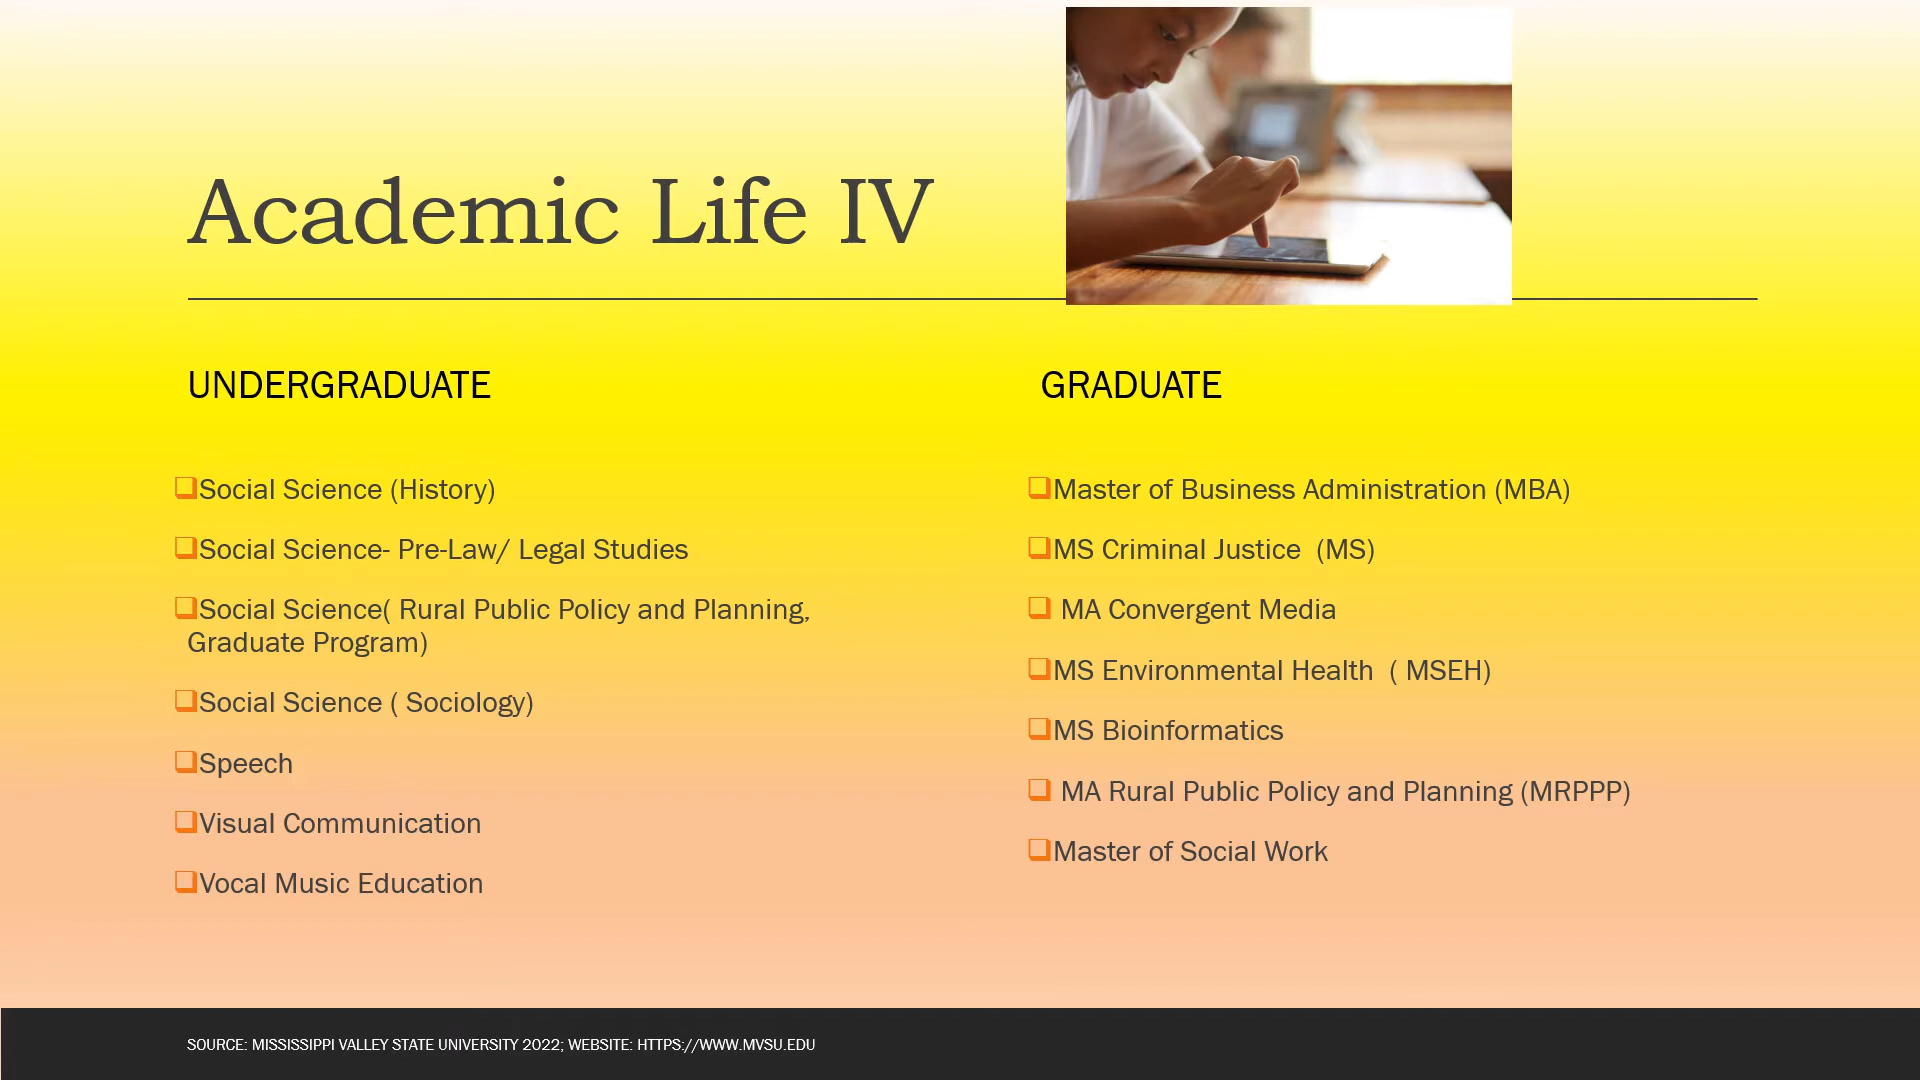 Academic Life IV
UNDERGRADUATE
Social Science (History)
Social Science- Pre-Law/ Legal Studies
Social Science( Rural Public Policy and Planning,
Graduate Program)
Social Science ( Sociology)
Speech
Visual Communication
Vocal Music Education
GRADUATE
Master of Business Administration (MBA)
MS Criminal Justice  (MS)
MA Convergent Media
MS Environmental Health  ( MSEH)
MS Bioinformatics
MA Rural Public Policy and Planning (MRPPP)
Master of Social Work
SOURCE: MISSISSIPPI VALLEY STATE UNIVERSITY 2022; WEBSITE: HTTPS://WWW.MVSU.EDU